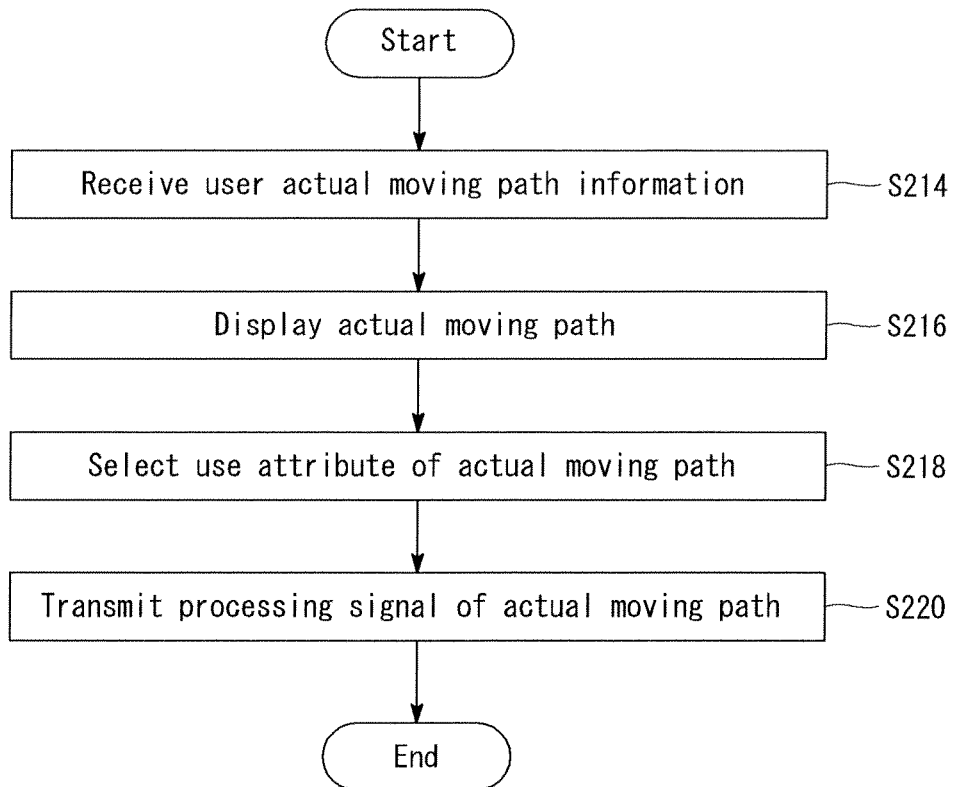 Start
Receive user actual moving path information
S214
Display actual moving path
S216
Select use attribute of actual moving path
S218
Transmit processing signal of actual moving path
S220
End